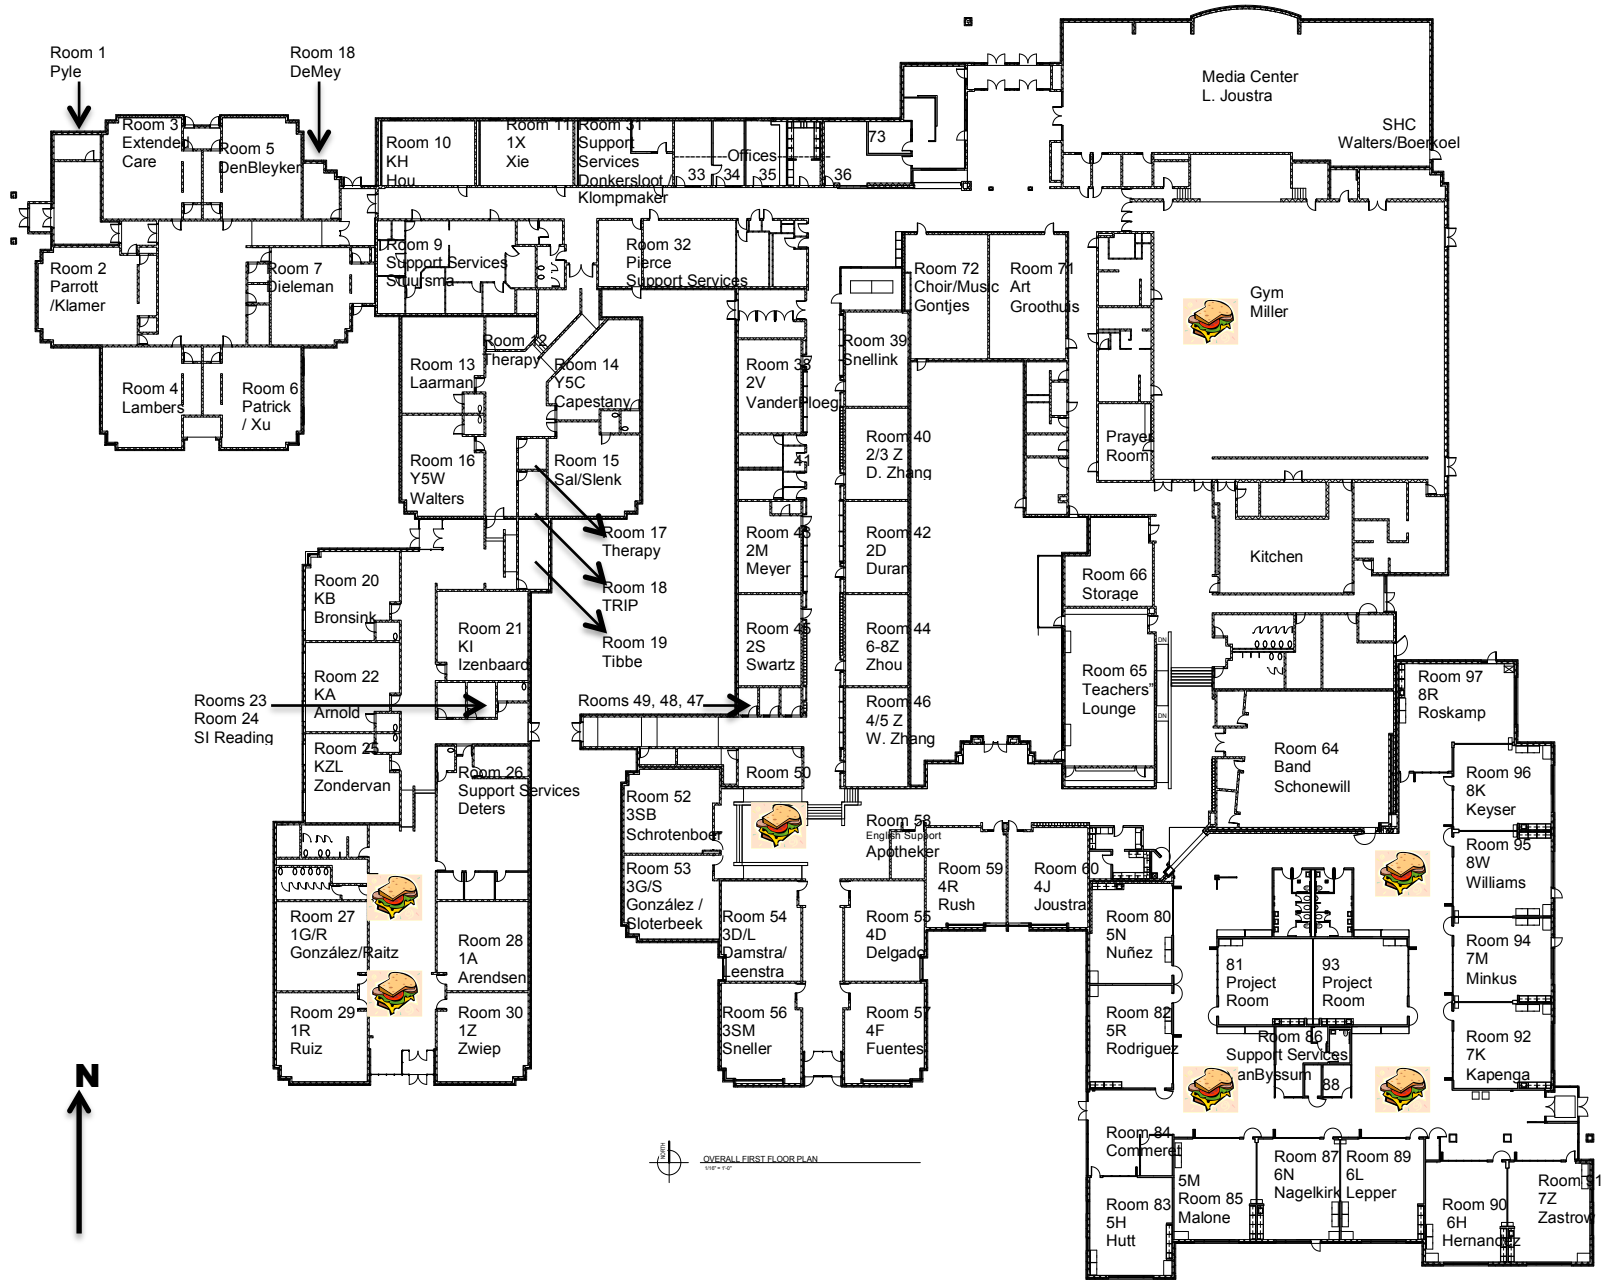 Room 1
Pyle
Room 18
DeMey
Room 3
Extended
Care
Room 5
DenBleyker
Room 10
KH
Hou
Room 11
1X
Xie
Room 31
Support
Services
Donkersloot /
Klompmaker
Offices
33
34
35
36
73
Media Center
L. Joustra
SHC
Walters/Boerkoel
Room 2
Parrott
/Klamer
Room 7
Dieleman
Room 9
Support Services
Stuursma
Room 32
Pierce
Support Services
Room 72
Choir/Music
Gontjes
Room 71
Art
Groothuis
Gym
Miller
Room 4
Lambers
Room 6
Patrick
/ Xu
Room 13
Laarman
Room 12
Therapy
Room 14
Y5C
Capestany
Room 38
2V
VanderPloeg
Room 39
Snellink
Room 16
Y5W
Walters
Room 15
Sal/Slenk
41
Room 40
2/3 Z
D. Zhang
Prayer
Room
Room 17
Therapy
Room 18
TRIP
Room 19
Tibbe
Room 43
2M
Meyer
Room 42
2D
Duran
Room 66
Storage
Kitchen
Room 20
KB
Bronsink
Room 21
KI
Izenbaard
Room 45
2S
Swartz
Room 44
6-8Z
Zhou
Room 65
Teachers"
Lounge
DN
DN
Room 22
KA
Arnold
Rooms 23
Room 24
SI Reading
Rooms 49, 48, 47
Room 46
4/5 Z
W. Zhang
Room 97
8R
Roskamp
Room 25
KZL
Zondervan
Room 26
Support Services
Deters
Room 50
Room 52
3SB
Schrotenboer
Room 64
Band
Schonewill
Room 96
8K
Keyser
Room 58
English Support
Apotheker
Room 53
3G/S
González /
Sloterbeek
Room 59
4R
Rush
Room 60
4J
Joustra
Room 95
8W
Williams
Room 27
1G/R
González/Raitz
Room 28
1A
Arendsen
Room 54
3D/L
Damstra/
Leenstra
Room 55
4D
Delgado
Room 80
5N
Nuñez
81
Project
Room
93
Project
Room
Room 94
7M
Minkus
Room 29
1R
Ruiz
Room 30
1Z
Zwiep
Room 56
3SM
Sneller
Room 57
4F
Fuentes
Room 82
5R
Rodriguez
Room 86
Support Services
VanByssum
88
Room 92
7K
Kapenga
N
NORTH
OVERALL FIRST FLOOR PLAN
1/16" = 1'-0"
Room 84
Commeret
Room 83
5H
Hutt
5M
Room 85
Malone
Room 87
6N
Nagelkirk
Room 89
6L
Lepper
Room 90
6H
Hernandez
Room 91
7Z
Zastrow